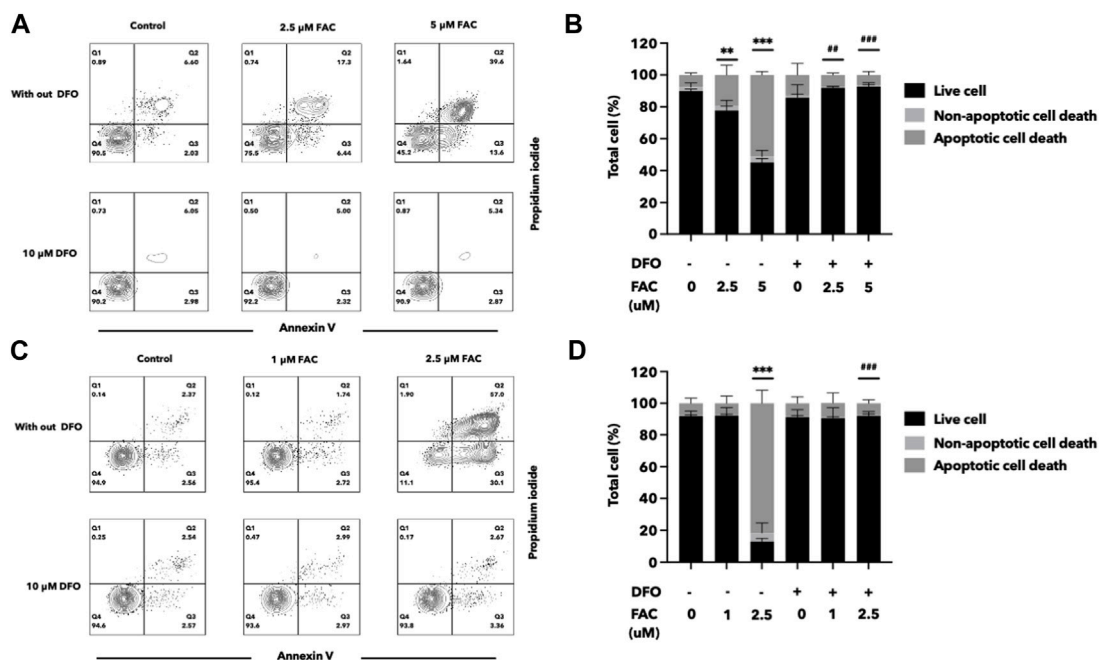 A
Control
2.5 µM FAC
5 µM FAC
With out DFO
Q1
0.89
Q2
6.60
Q4
90.5
Q3
2.03
Q1
0.74
Q2
17.3
Q4
75.5
Q3
6.44
Q1
1.64
Q2
39.6
Q4
45.2
Q3
13.6
10 µM DFO
Q1
0.73
Q2
6.05
Q4
90.2
Q3
2.98
Q1
0.50
Q2
5.00
Q4
92.2
Q3
2.32
Q1
0.87
Q2
5.34
Q4
90.9
Q3
2.87
Propidium iodide
Annexin V
B
Total cell (%)
120
100
80
60
40
20
0
** *** ## ###
Live cell
Non-apoptotic cell death
Apoptotic cell death
DFO - - - + + +
FAC 0 2.5 5 0 2.5 5
(uM)
C
Control
1 µM FAC
2.5 µM FAC
With out DFO
Q1
0.14
Q2
2.37
Q4
94.9
Q3
2.56
Q1
0.12
Q2
1.74
Q4
95.4
Q3
2.72
Q1
1.90
Q2
57.0
Q4
11.1
Q3
30.1
10 µM DFO
Q1
0.25
Q2
2.54
Q4
94.6
Q3
2.57
Q1
0.47
Q2
2.99
Q4
93.6
Q3
2.97
Q1
0.17
Q2
2.67
Q4
93.8
Q3
3.36
Propidium iodide
Annexin V
D
Total cell (%)
120
100
80
60
40
20
0
*** ###
Live cell
Non-apoptotic cell death
Apoptotic cell death
DFO - - - + + +
FAC 0 1 2.5 0 1 2.5
(uM)